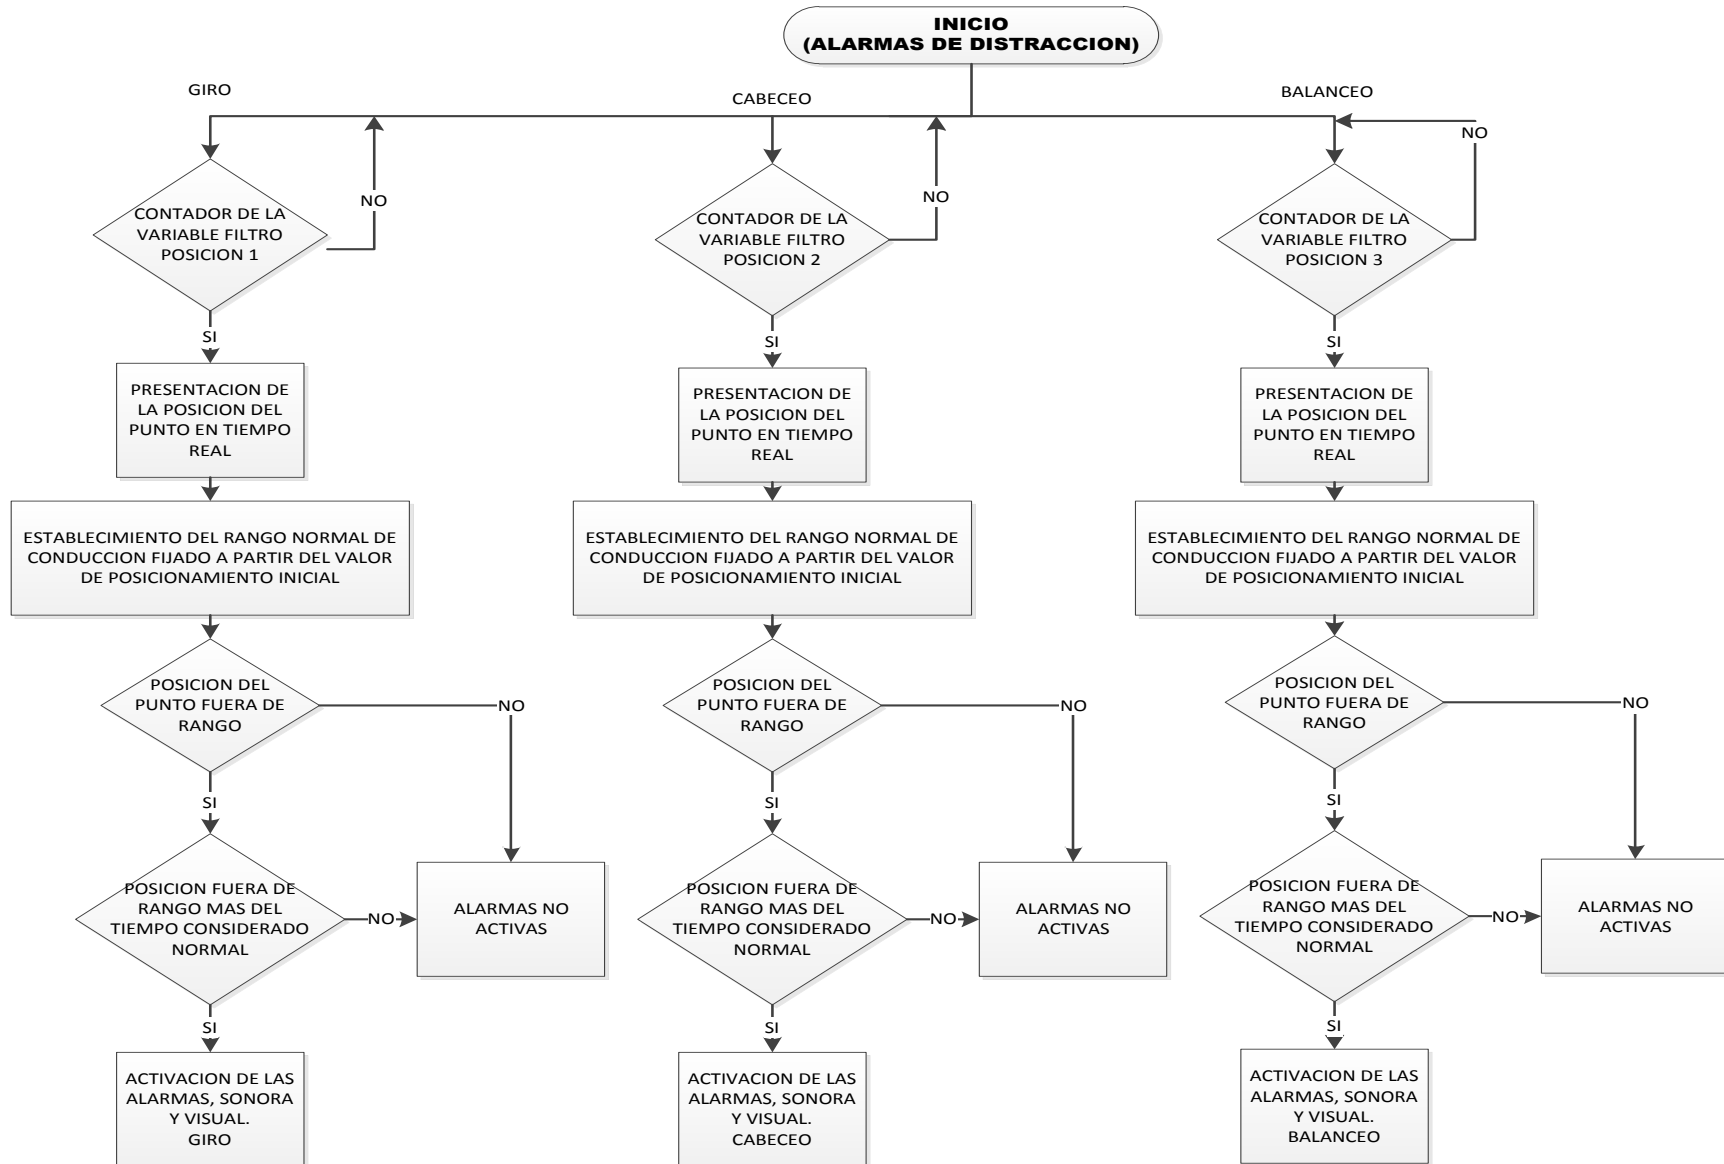 INICIO
(ALARMAS DE DISTRACCION)
GIRO
CABECEO
BALANCEO
NO
CONTADOR DE LA
VARIABLE FILTRO
POSICION 1
SI
PRESENTACION DE
LA POSICION DEL
PUNTO EN TIEMPO
REAL
ESTABLECIMIENTO DEL RANGO NORMAL DE
CONDUCCION FIJADO A PARTIR DEL VALOR
DE POSICIONAMIENTO INICIAL
POSICION DEL
PUNTO FUERA DE
RANGO
NO
SI
POSICION FUERA DE
RANGO MAS DEL
TIEMPO CONSIDERADO
NORMAL
NO
ALARMAS NO
ACTIVAS
SI
ACTIVACION DE LAS
ALARMAS, SONORA
Y VISUAL.
GIRO
NO
CONTADOR DE LA
VARIABLE FILTRO
POSICION 2
SI
PRESENTACION DE
LA POSICION DEL
PUNTO EN TIEMPO
REAL
ESTABLECIMIENTO DEL RANGO NORMAL DE
CONDUCCION FIJADO A PARTIR DEL VALOR
DE POSICIONAMIENTO INICIAL
POSICION DEL
PUNTO FUERA DE
RANGO
NO
SI
POSICION FUERA DE
RANGO MAS DEL
TIEMPO CONSIDERADO
NORMAL
NO
ALARMAS NO
ACTIVAS
SI
ACTIVACION DE LAS
ALARMAS, SONORA
Y VISUAL.
CABECEO
NO
CONTADOR DE LA
VARIABLE FILTRO
POSICION 3
SI
PRESENTACION DE
LA POSICION DEL
PUNTO EN TIEMPO
REAL
ESTABLECIMIENTO DEL RANGO NORMAL DE
CONDUCCION FIJADO A PARTIR DEL VALOR
DE POSICIONAMIENTO INICIAL
POSICION DEL
PUNTO FUERA DE
RANGO
NO
SI
POSICION FUERA DE
RANGO MAS DEL
TIEMPO CONSIDERADO
NORMAL
NO
ALARMAS NO
ACTIVAS
SI
ACTIVACION DE LAS
ALARMAS, SONORA
Y VISUAL.
BALANCEO